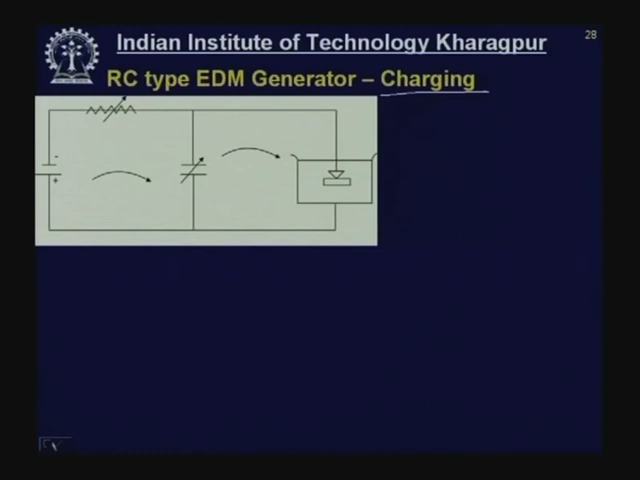 Indian Institute of Technology Kharagpur
28
RC type EDM Generator – Charging
-
+